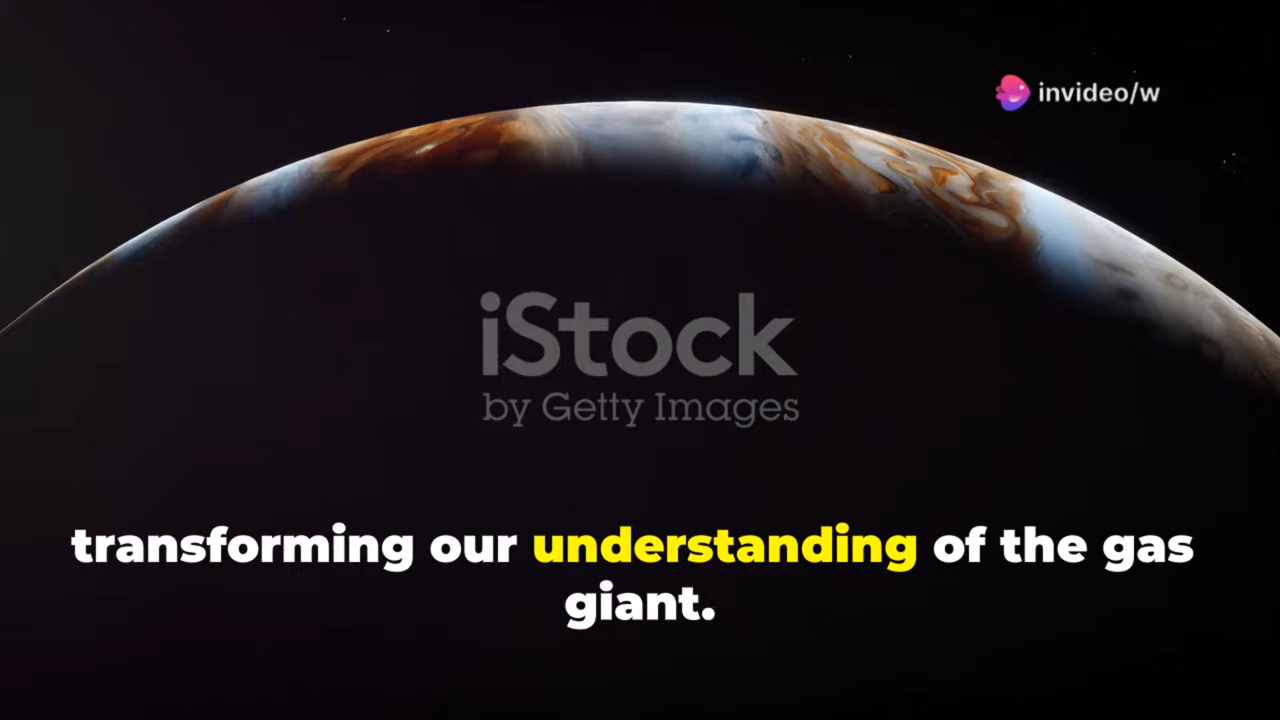 invideo/w
iStock
by Getty Images
transforming our understanding of the gas
giant.